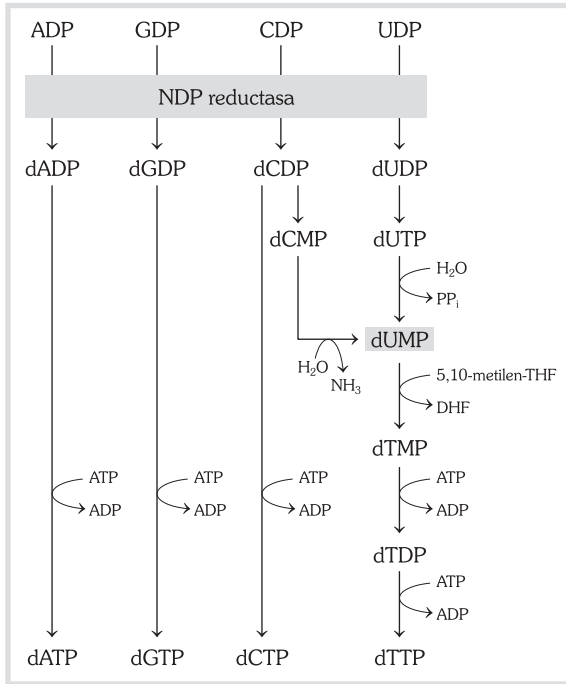 ADP GDP CDP UDP
NDP reductasa
dADP dGDP dCDP dUDP
dCMP dUTP
H₂O
PPᵢ
dUMP
H₂O
NH₃
5,10-metilen-THF
DHF
dTMP
ATP ATP ATP ATP
ADP ADP ADP ADP
dTDP
ATP
ADP
dATP dGTP dCTP dTTP